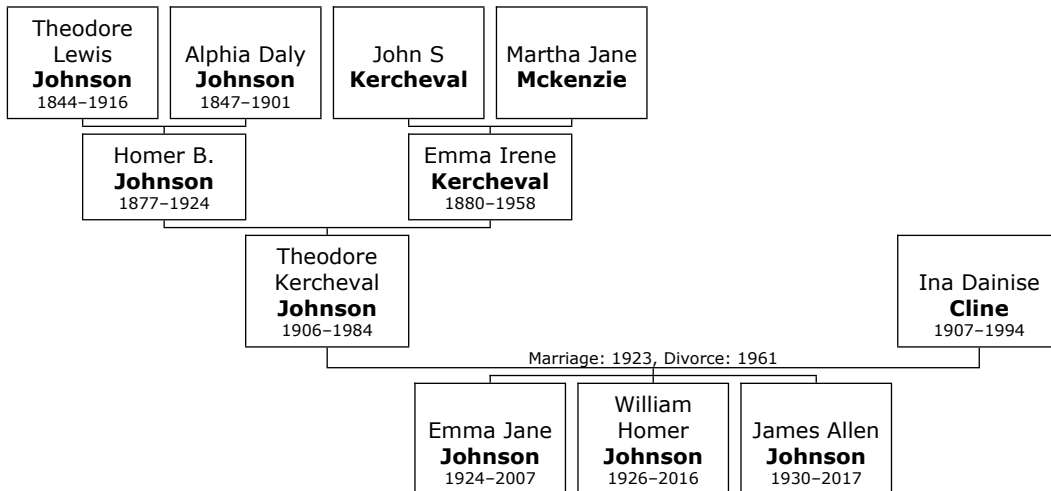 Theodore
Lewis
Johnson
1844–1916
Alphia Daly
Johnson
1847–1901
John S
Kercheval
Martha Jane
Mckenzie
Homer B.
Johnson
1877–1924
Emma Irene
Kercheval
1880–1958
Theodore
Kercheval
Johnson
1906–1984
Ina Dainise
Cline
1907–1994
Marriage: 1923, Divorce: 1961
Emma Jane
Johnson
1924–2007
William
Homer
Johnson
1926–2016
James Allen
Johnson
1930–2017